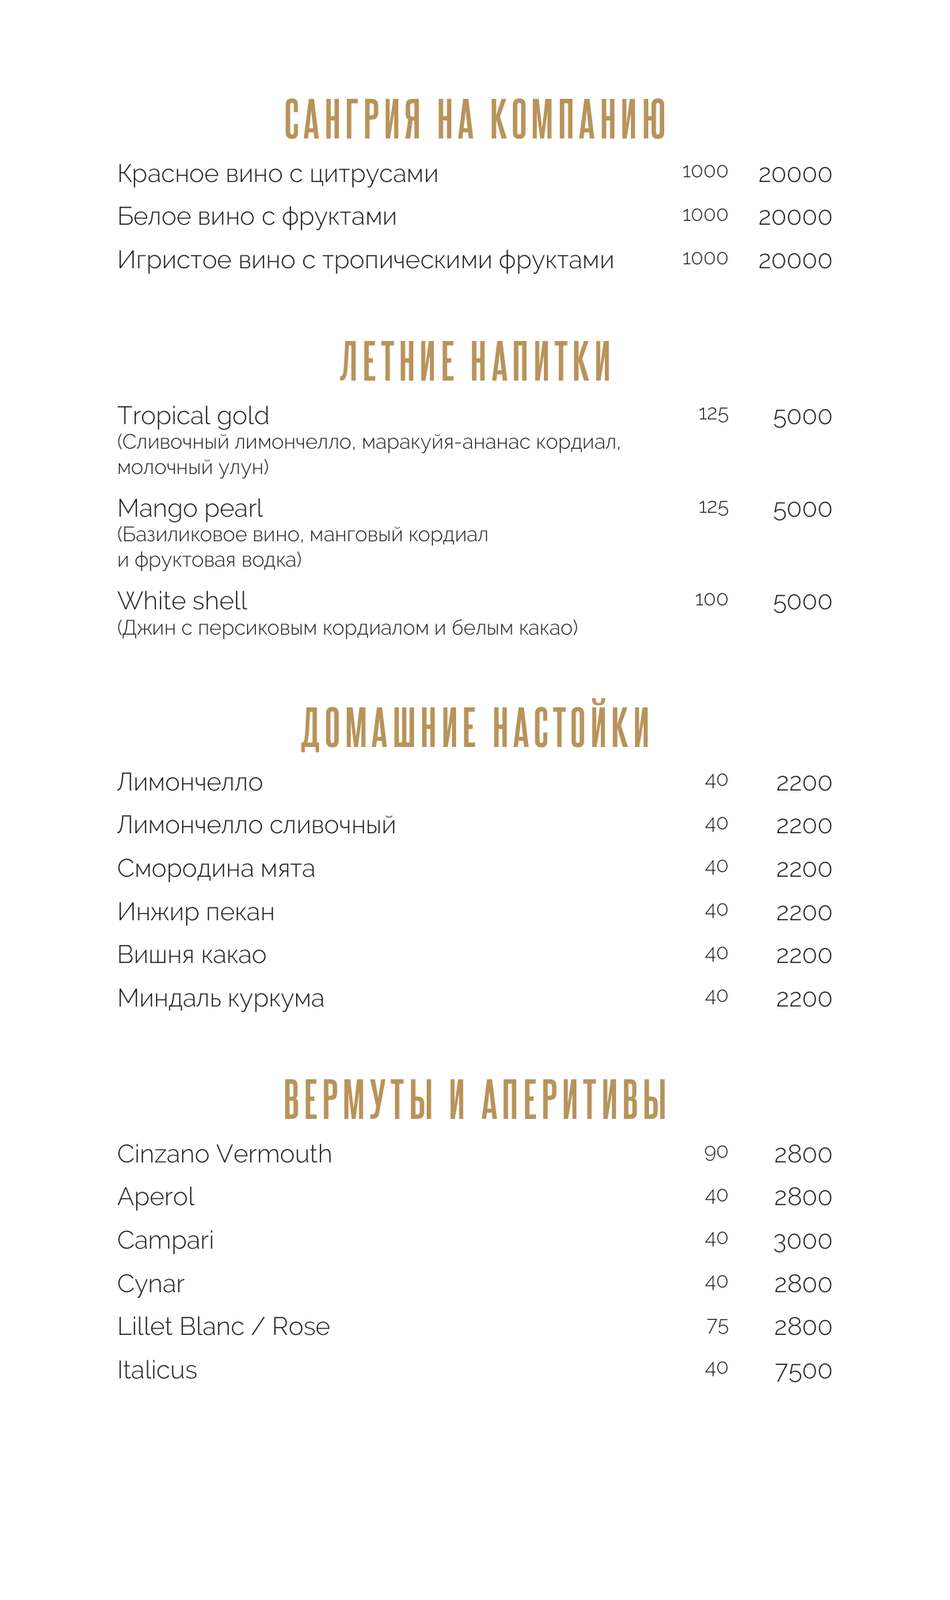 САНГРИЯ НА КОМПАНИЮ
Красное вино с цитрусами 1000 20000
Белое вино с фруктами 1000 20000
Игристое вино с тропическими фруктами 1000 20000
ЛЕТНИЕ НАПИТКИ
Tropical gold 125 5000
(Сливочный лимончелло, маракуйя-ананас кордиал,
молочный улун)
Mango pearl 125 5000
(Базиликовое вино, манговый кордиал
и фруктовая водка)
White shell 100 5000
(Джин с персиковым кордиалом и белым какао)
ДОМАШНИЕ НАСТОЙКИ
Лимончелло 40 2200
Лимончелло сливочный 40 2200
Смородина мята 40 2200
Инжир пекан 40 2200
Вишня какао 40 2200
Миндаль куркума 40 2200
ВЕРМУТЫ И АПЕРИТИВЫ
Cinzano Vermouth 90 2800
Aperol 40 2800
Campari 40 3000
Cynar 40 2800
Lillet Blanc / Rose 75 2800
Italicus 40 7500